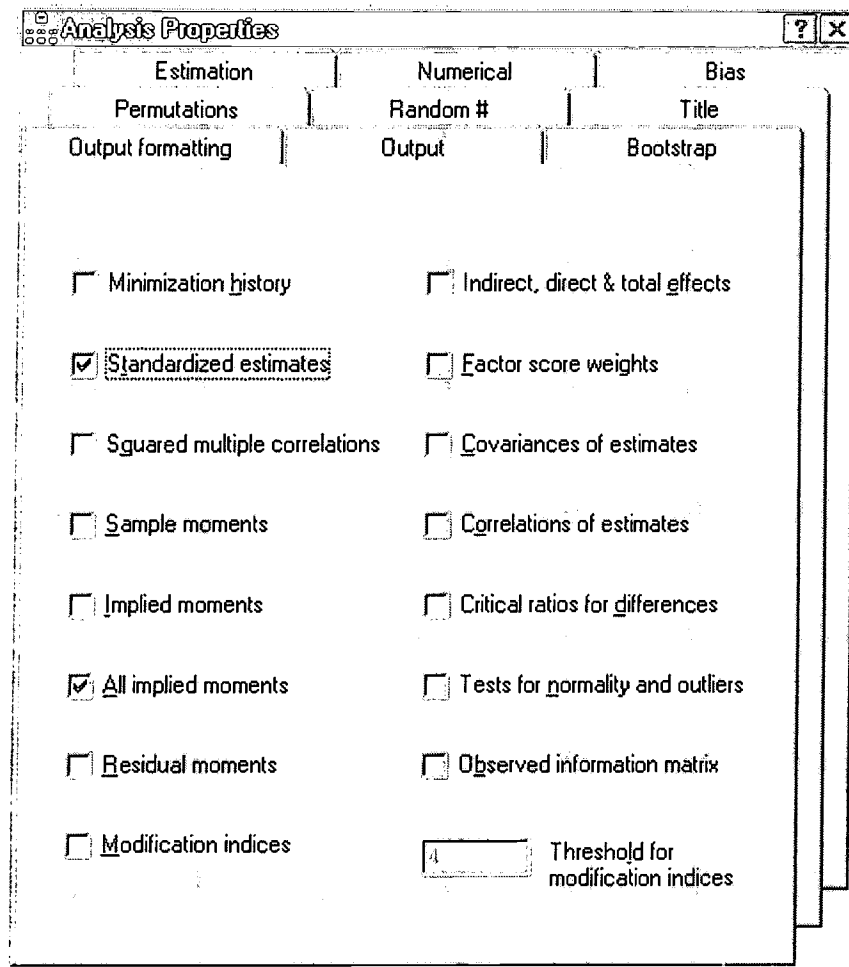 Analysis Properties
Estimation Numerical Bias
Permutations Random # Title
Output formatting Output Bootstrap
Minimization history
Indirect, direct & total effects
Standardized estimates
Factor score weights
Squared multiple correlations
Covariances of estimates
Sample moments
Correlations of estimates
Implied moments
Critical ratios for differences
All implied moments
Tests for normality and outliers
Residual moments
Observed information matrix
Modification indices
4
Threshold for
modification indices